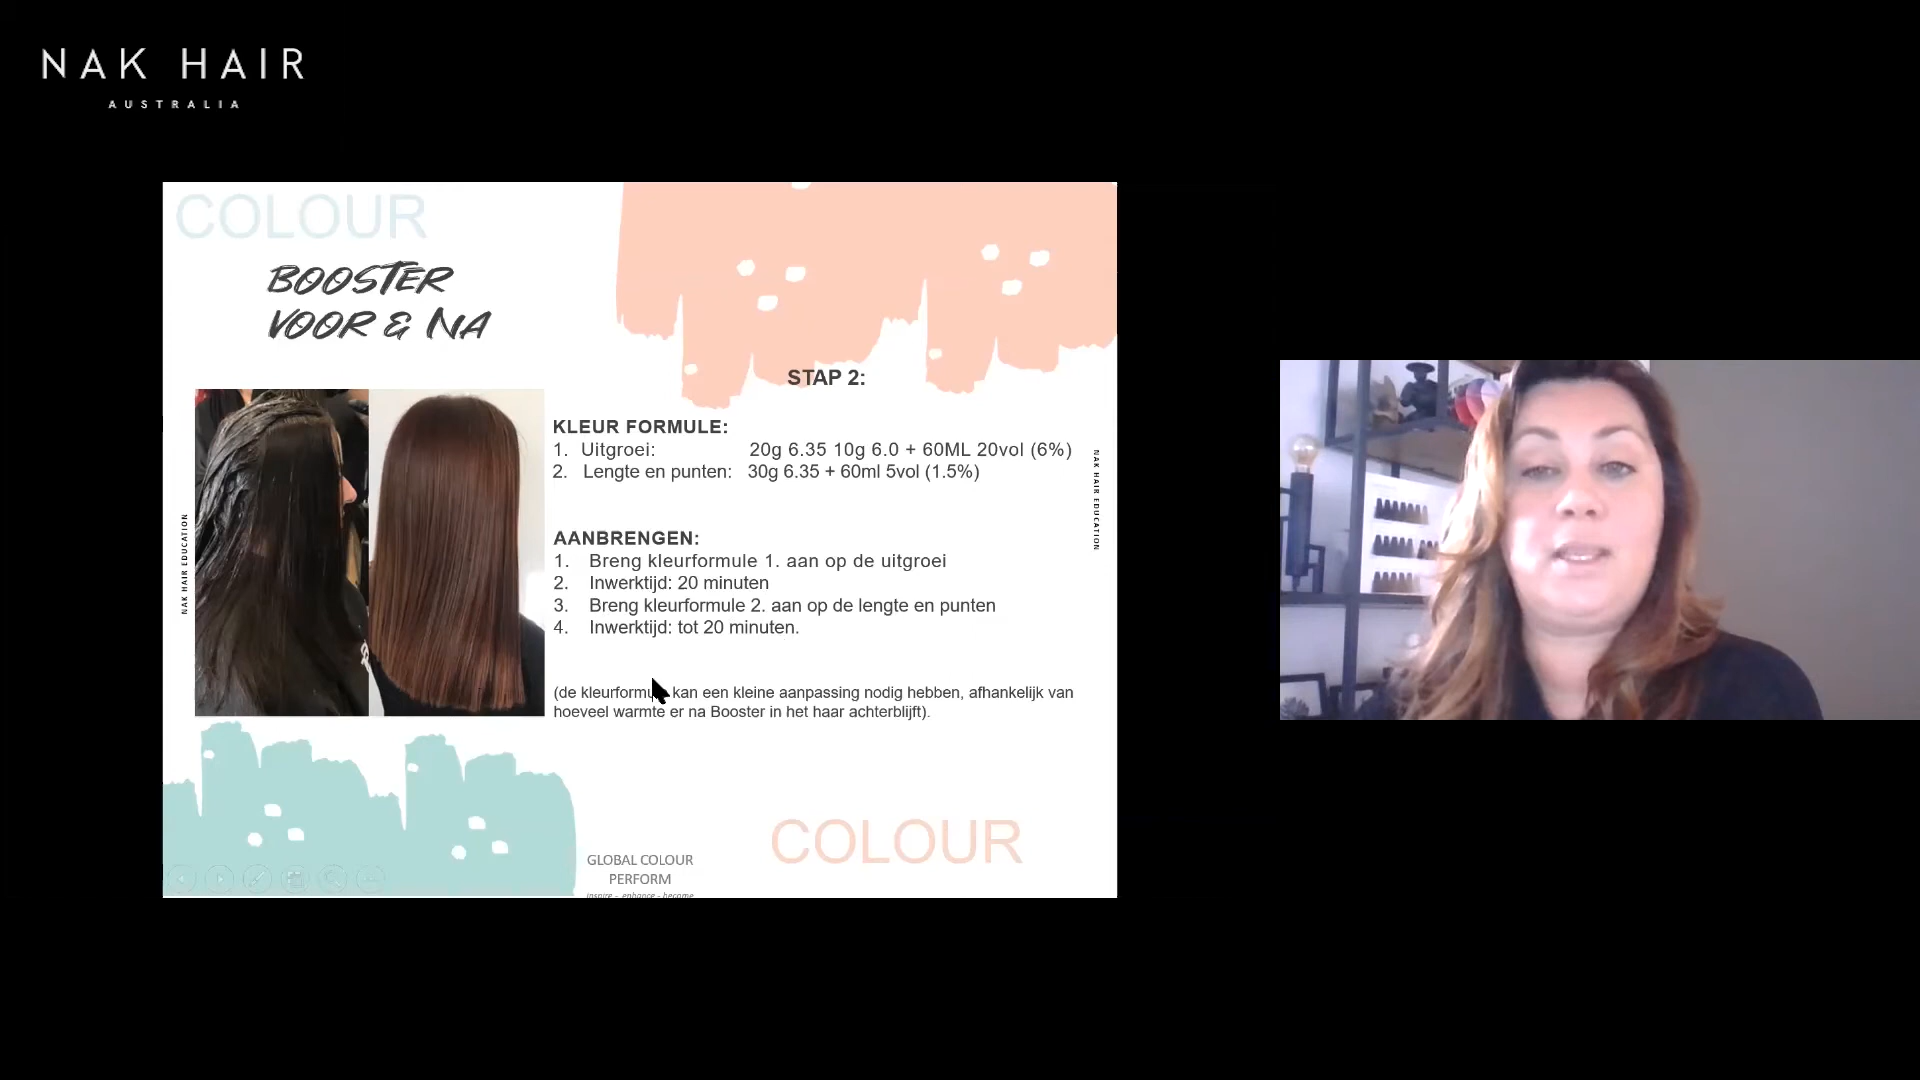 NAK HAIR
AUSTRALIA
COLOUR
BOOSTER
VOOR & NA
STAP 2:
KLEUR FORMULE:
1. Uitgroei: 20g 6.35 10g 6.0 + 60ML 20vol (6%)
2. Lengte en punten: 30g 6.35 + 60ml 5vol (1.5%)
AANBRENGEN:
1. Breng kleurformule 1. aan op de uitgroei
2. Inwerktijd: 20 minuten
3. Breng kleurformule 2. aan op de lengte en punten
4. Inwerktijd: tot 20 minuten.
(de kleurformule kan een kleine aanpassing nodig hebben, afhankelijk van
hoeveel warmte er na Booster in het haar achterblijft).
NAK HAIR EDUCATION
NAK HAIR EDUCATION
COLOUR
GLOBAL COLOUR
PERFORM
inspire - enhance - become